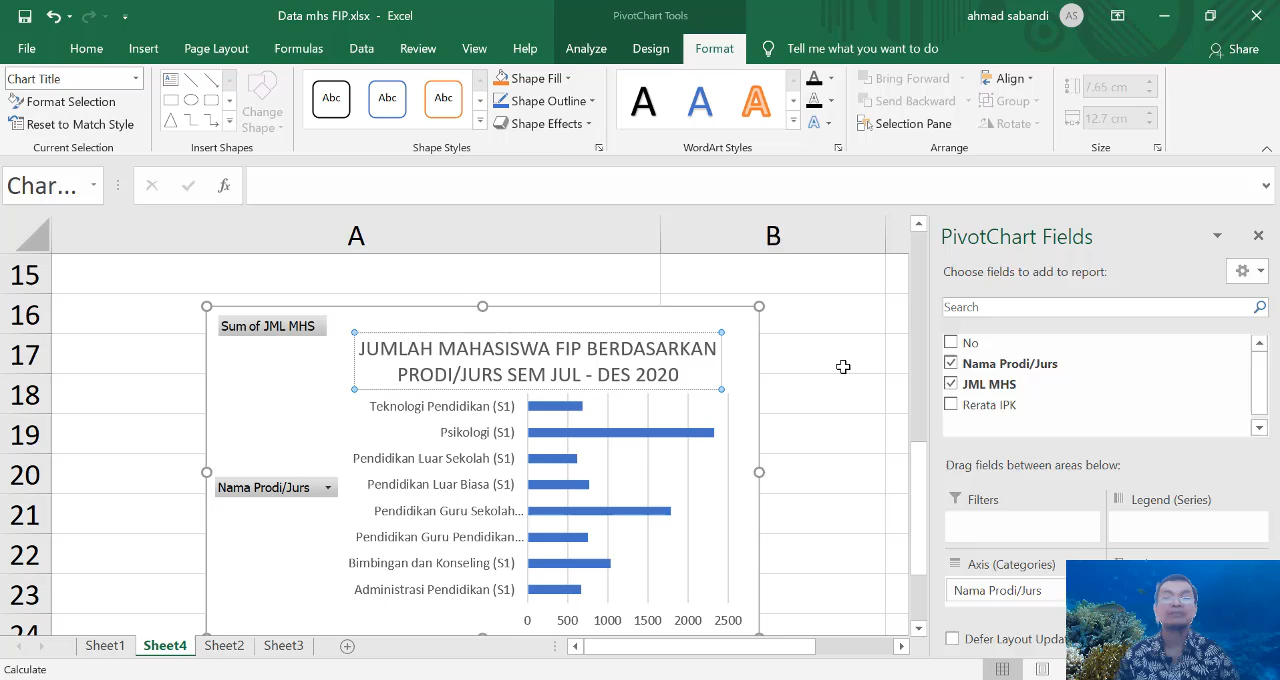 Data mhs FIP.xlsx - Excel
PivotChart Tools
ahmad sabandi
AS
File
Home
Insert
Page Layout
Formulas
Data
Review
View
Help
Analyze
Design
Format
Tell me what you want to do
Share
Chart Title
Format Selection
Reset to Match Style
Current Selection
Change
Shape
Insert Shapes
Abc
Abc
Abc
Shape Fill
Shape Outline
Shape Effects
Shape Styles
A
A
A
WordArt Styles
Bring Forward
Send Backward
Selection Pane
Align
Group
Rotate
Arrange
7.65 cm
12.7 cm
Size
Char...
fx
A
B
15
16
17
18
19
20
21
22
23
24
Sum of JML MHS
JUMLAH MAHASISWA FIP BERDASARKAN
PRODI/JURS SEM JUL - DES 2020
Teknologi Pendidikan (S1)
Psikologi (S1)
Pendidikan Luar Sekolah (S1)
Pendidikan Luar Biasa (S1)
Nama Prodi/Jurs
Pendidikan Guru Sekolah...
Pendidikan Guru Pendidikan...
Bimbingan dan Konseling (S1)
Administrasi Pendidikan (S1)
0 500 1000 1500 2000 2500
PivotChart Fields
Choose fields to add to report:
Search
No
Nama Prodi/Jurs
JML MHS
Rerata IPK
Drag fields between areas below:
Filters
Legend (Series)
Axis (Categories)
Nama Prodi/Jurs
Defer Layout Upda
Sheet1
Sheet4
Sheet2
Sheet3
Calculate